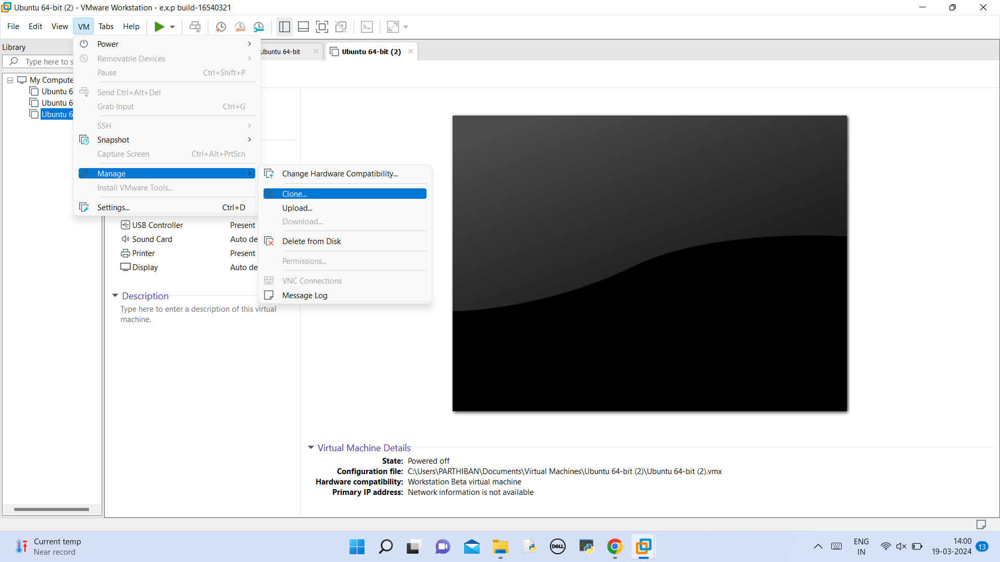 Ubuntu 64-bit (2) - VMware Workstation - e.x.p build-16540321
File Edit View VM Tabs Help
Library
Type here to s
My Compute
Ubuntu 6
Ubuntu 6
Ubuntu 6
Power
Removable Devices
Pause Ctrl+Shift+P
Send Ctrl+Alt+Del
Grab Input Ctrl+G
SSH
Snapshot
Capture Screen Ctrl+Alt+PrtScn
Manage
Install VMware Tools...
Settings... Ctrl+D
Change Hardware Compatibility...
Clone...
Upload...
Download...
Delete from Disk
Permissions...
VNC Connections
Message Log
Ubuntu 64-bit
Ubuntu 64-bit (2)
USB Controller Present
Sound Card Auto de
Printer Present
Display Auto de
Description
Type here to enter a description of this virtual
machine.
Virtual Machine Details
State: Powered off
Configuration file: C:\Users\PARTHIBAN\Documents\Virtual Machines\Ubuntu 64-bit (2)\Ubuntu 64-bit (2).vmx
Hardware compatibility: Workstation Beta virtual machine
Primary IP address: Network information is not available
Current temp
Near record
DELL
ENG
IN
14:00
19-03-2024
13